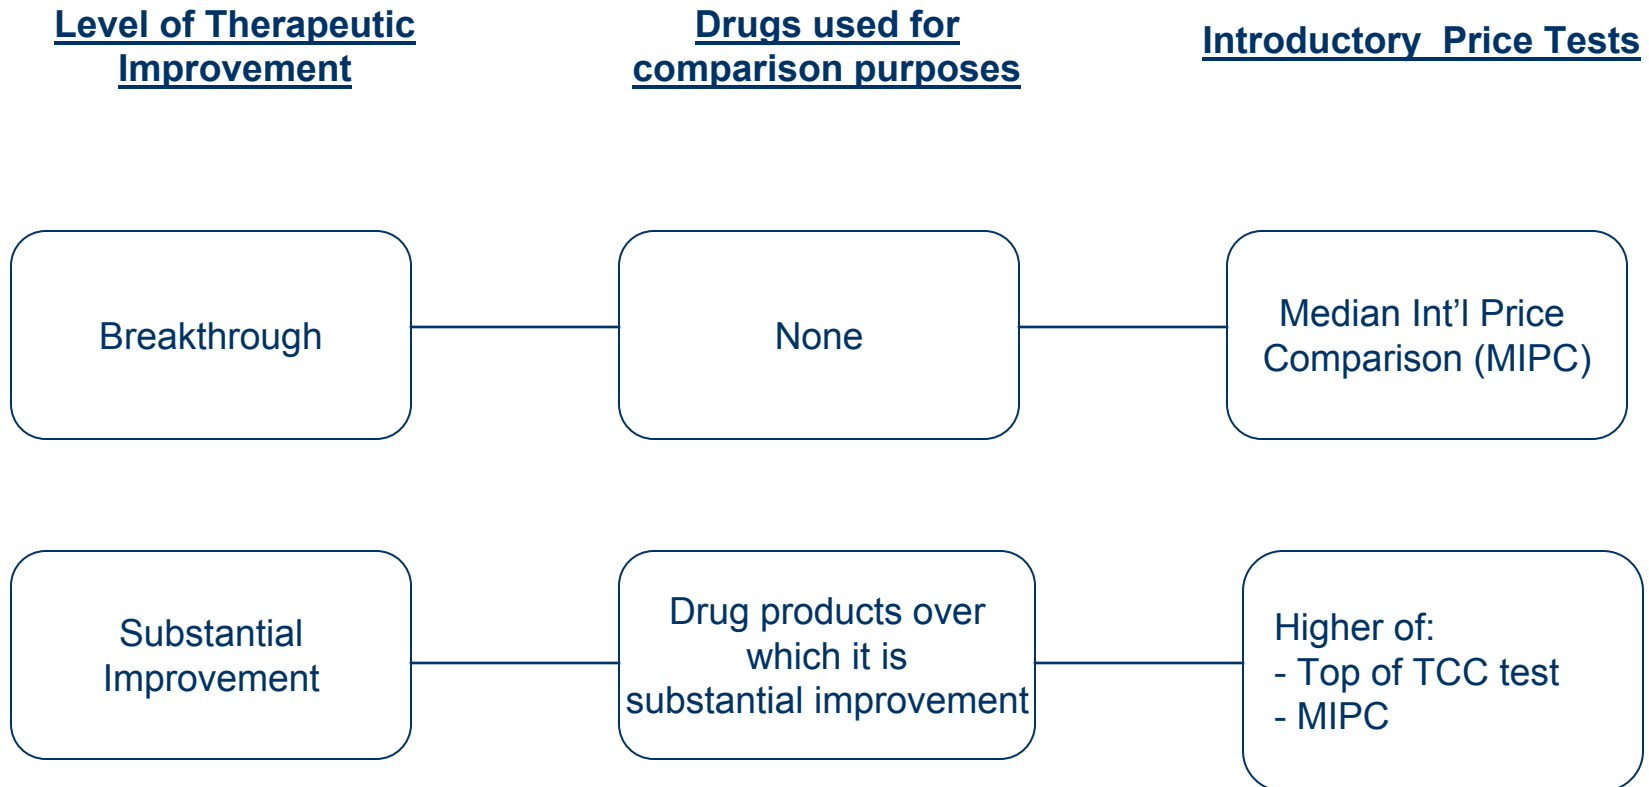 Level of Therapeutic
Improvement
Drugs used for
comparison purposes
Introductory Price Tests
Breakthrough
None
Median Int’l Price
Comparison (MIPC)
Substantial
Improvement
Drug products over
which it is
substantial improvement
Higher of:
- Top of TCC test
- MIPC